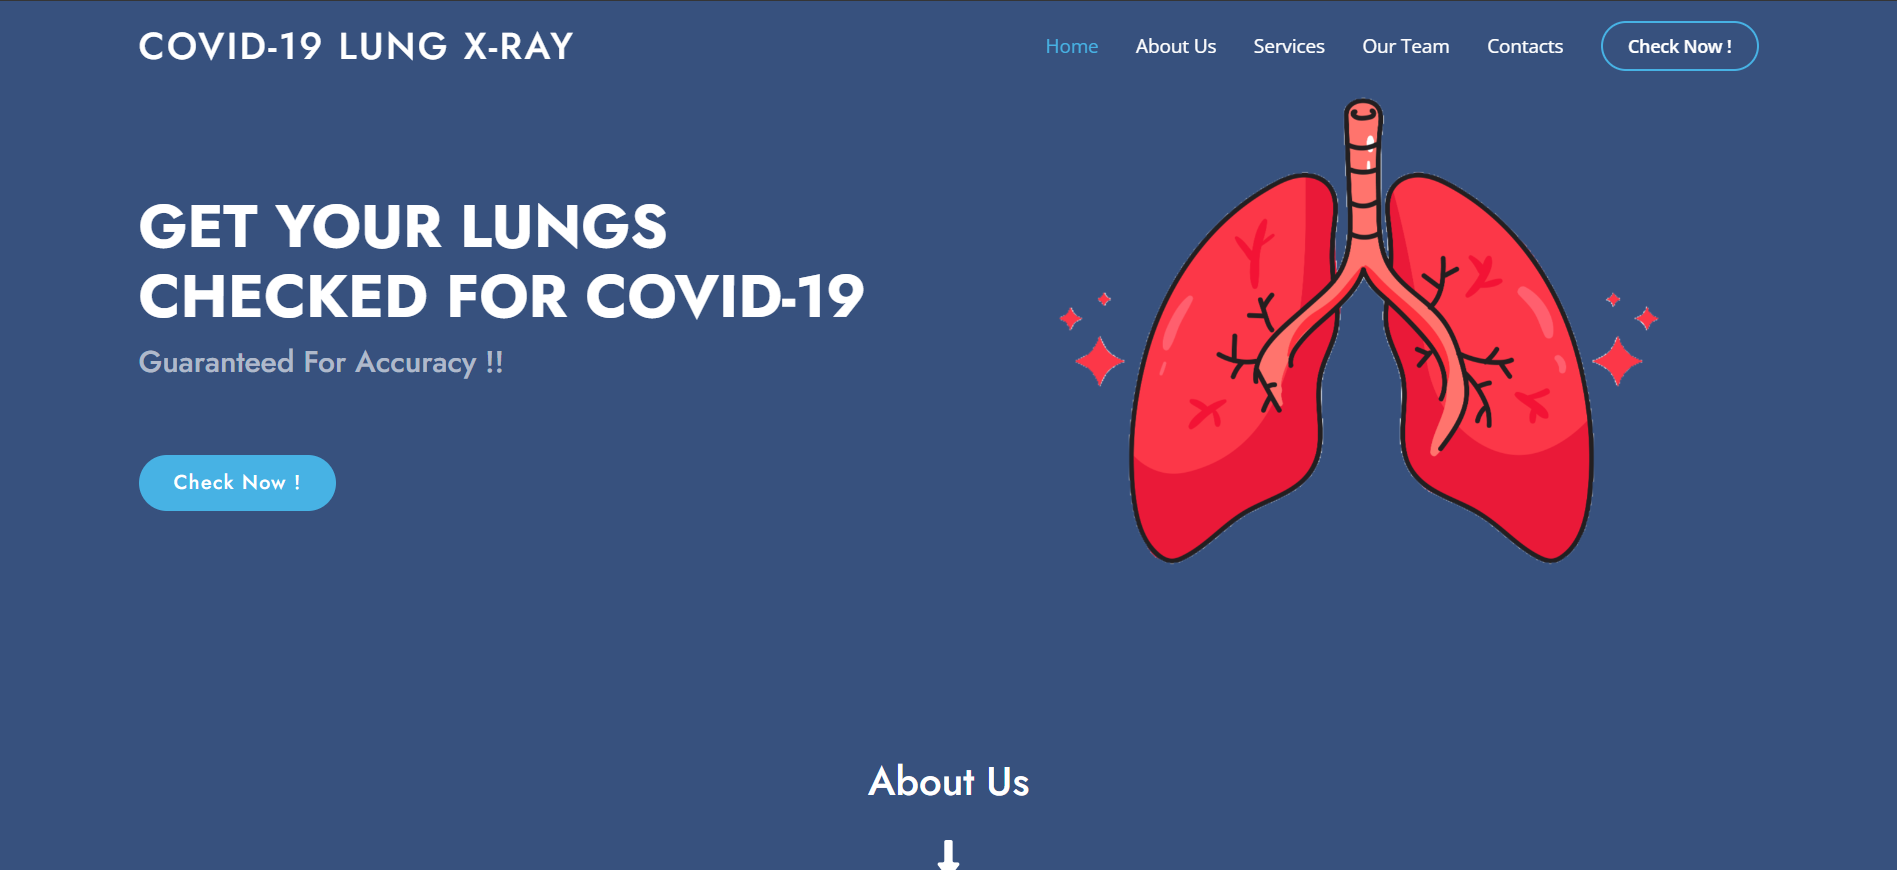 COVID-19 LUNG X-RAY
Home About Us Services Our Team Contacts Check Now !
GET YOUR LUNGS
CHECKED FOR COVID-19
Guaranteed For Accuracy !!
Check Now !
About Us